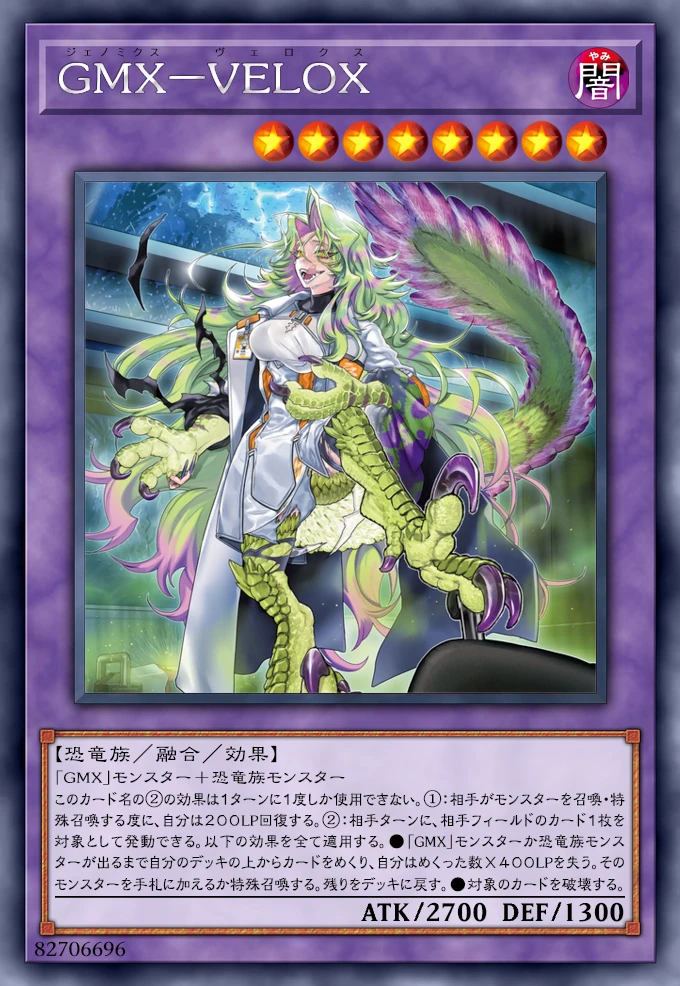 ジェノミクス ヴェロクス
GMX－VELOX
やみ
闇
【恐竜族／融合／効果】
「GMX」モンスター＋恐竜族モンスター
このカード名の②の効果は1ターンに1度しか使用できない。①：相手がモンスターを召喚・特
殊召喚する度に、自分は200LP回復する。②：相手ターンに、相手フィールドのカード1枚を
対象として発動できる。以下の効果を全て適用する。●「GMX」モンスターか恐竜族モンス
ターが出るまで自分のデッキの上からカードをめくり、自分はめくった数×400LPを失う。その
モンスターを手札に加えるか特殊召喚する。残りをデッキに戻す。●対象のカードを破壊する。
ATK/2700 DEF/1300
82706696